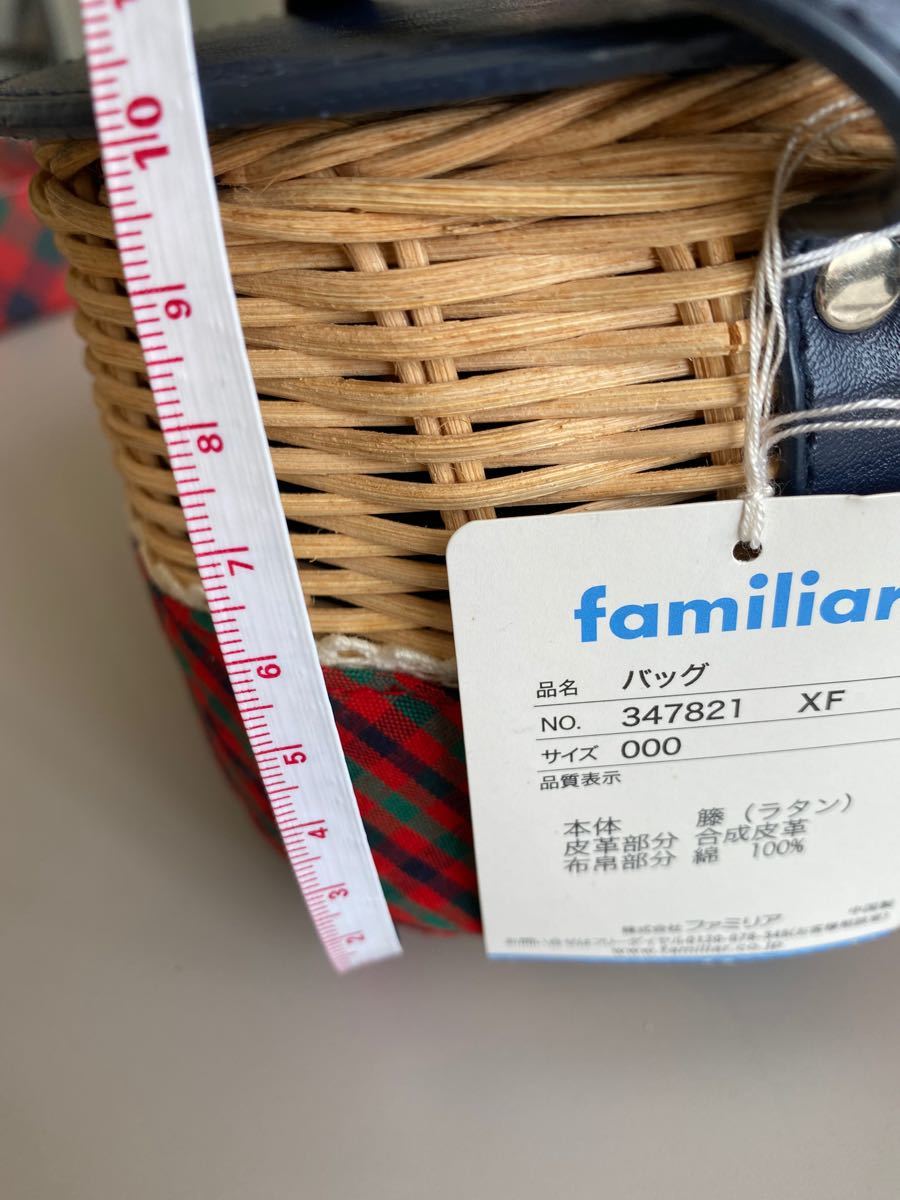 10
9
8
7
6
5
4
3
2
familiar
品名 バッグ
NO. 347821 XF
サイズ 000
品質表示
本体 籐（ラタン）
皮革部分 合成皮革
布帛部分 綿 100%
中国製
株式会社 ファミリア
www.familiar.co.jp